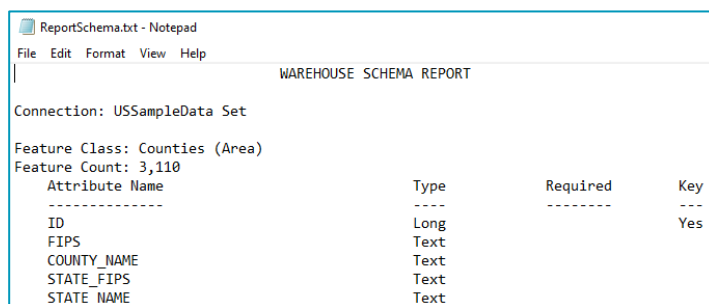 ReportSchema.txt - Notepad
File Edit Format View Help
WAREHOUSE SCHEMA REPORT
Connection: USSampleData Set
Feature Class: Counties (Area)
Feature Count: 3,110
Attribute Name Type Required Key
-------------- ---- -------- ---
ID Long Yes
FIPS Text
COUNTY_NAME Text
STATE_FIPS Text
STATE_NAME Text